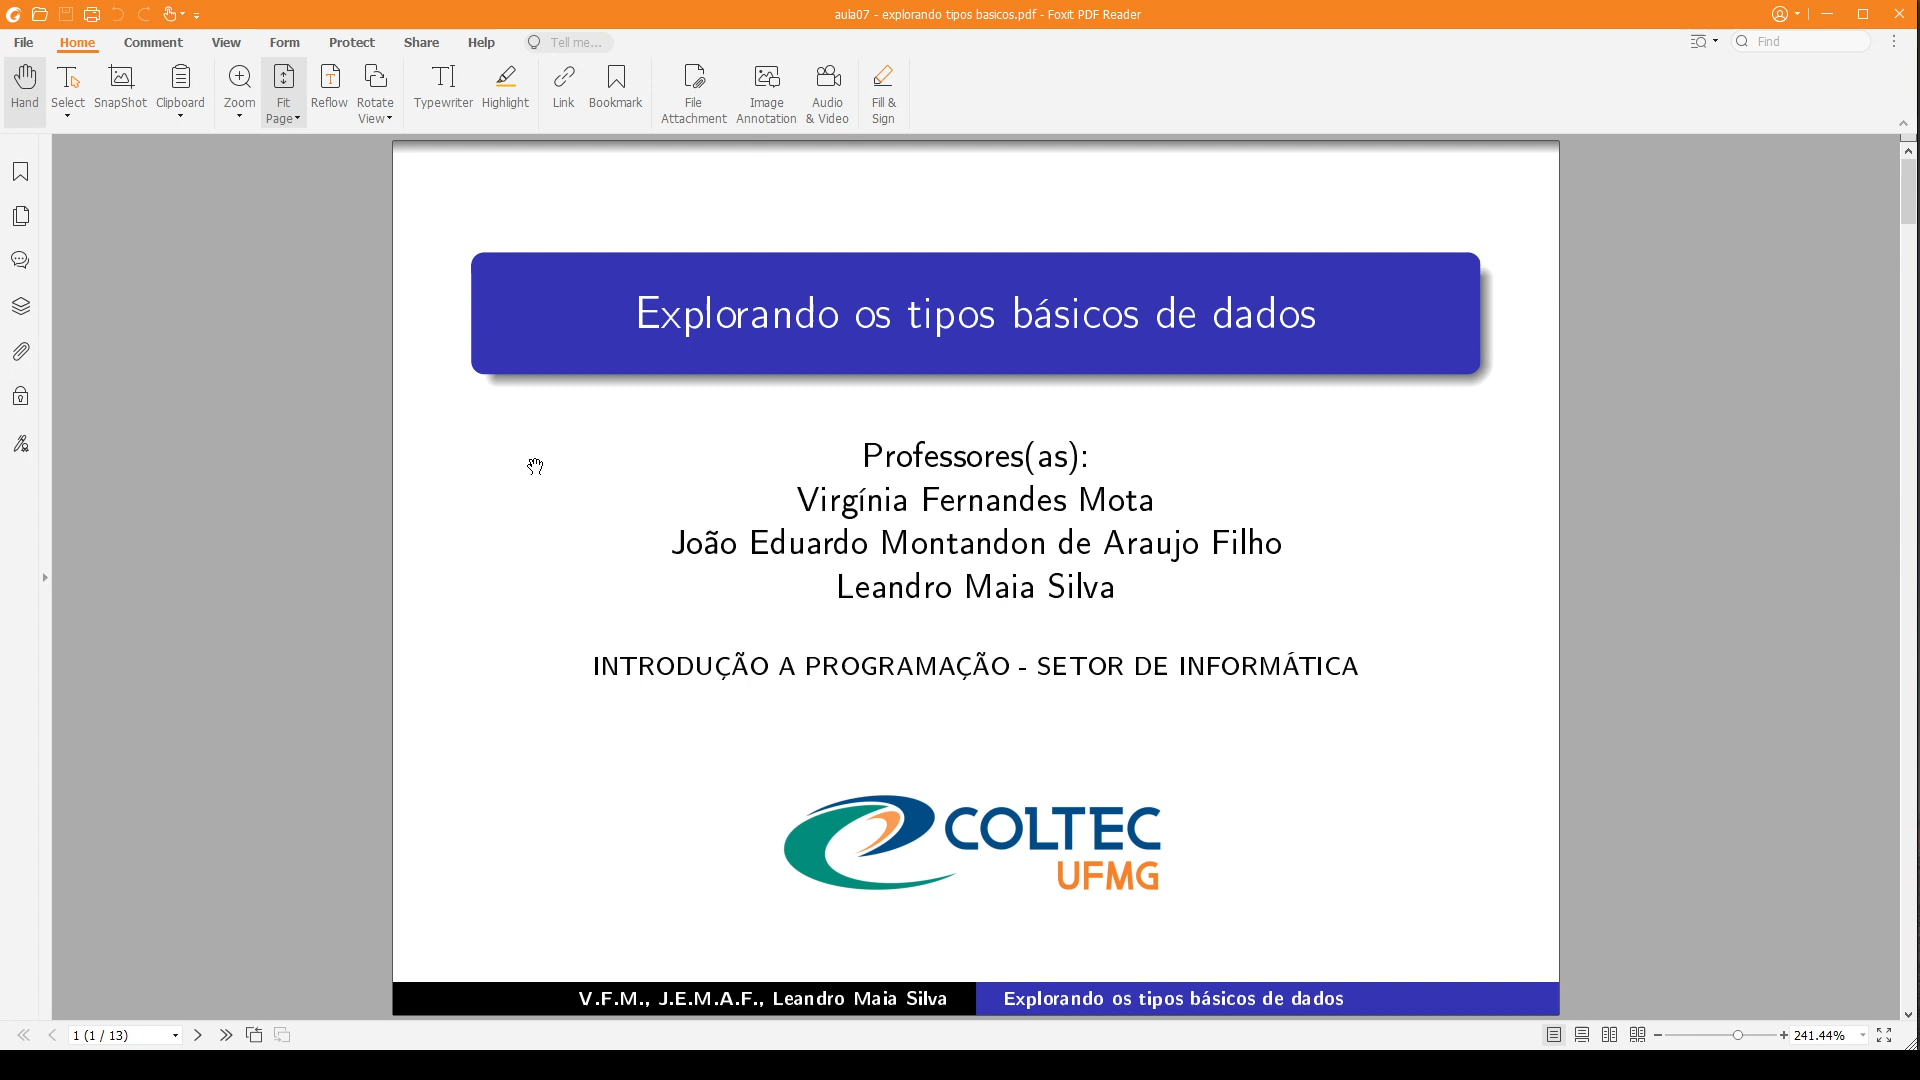 aula07 - explorando tipos basicos.pdf - Foxit PDF Reader
File Home Comment View Form Protect Share Help Tell me... Find
Hand Select SnapShot Clipboard Zoom Fit Page Reflow Rotate View Typewriter Highlight Link Bookmark File Attachment Image Annotation Audio & Video Fill & Sign
Explorando os tipos básicos de dados
Professores(as):
Virgínia Fernandes Mota
João Eduardo Montandon de Araujo Filho
Leandro Maia Silva
INTRODUÇÃO A PROGRAMAÇÃO - SETOR DE INFORMÁTICA
COLTEC
UFMG
V.F.M., J.E.M.A.F., Leandro Maia Silva Explorando os tipos básicos de dados
1 (1 / 13) 241.44%